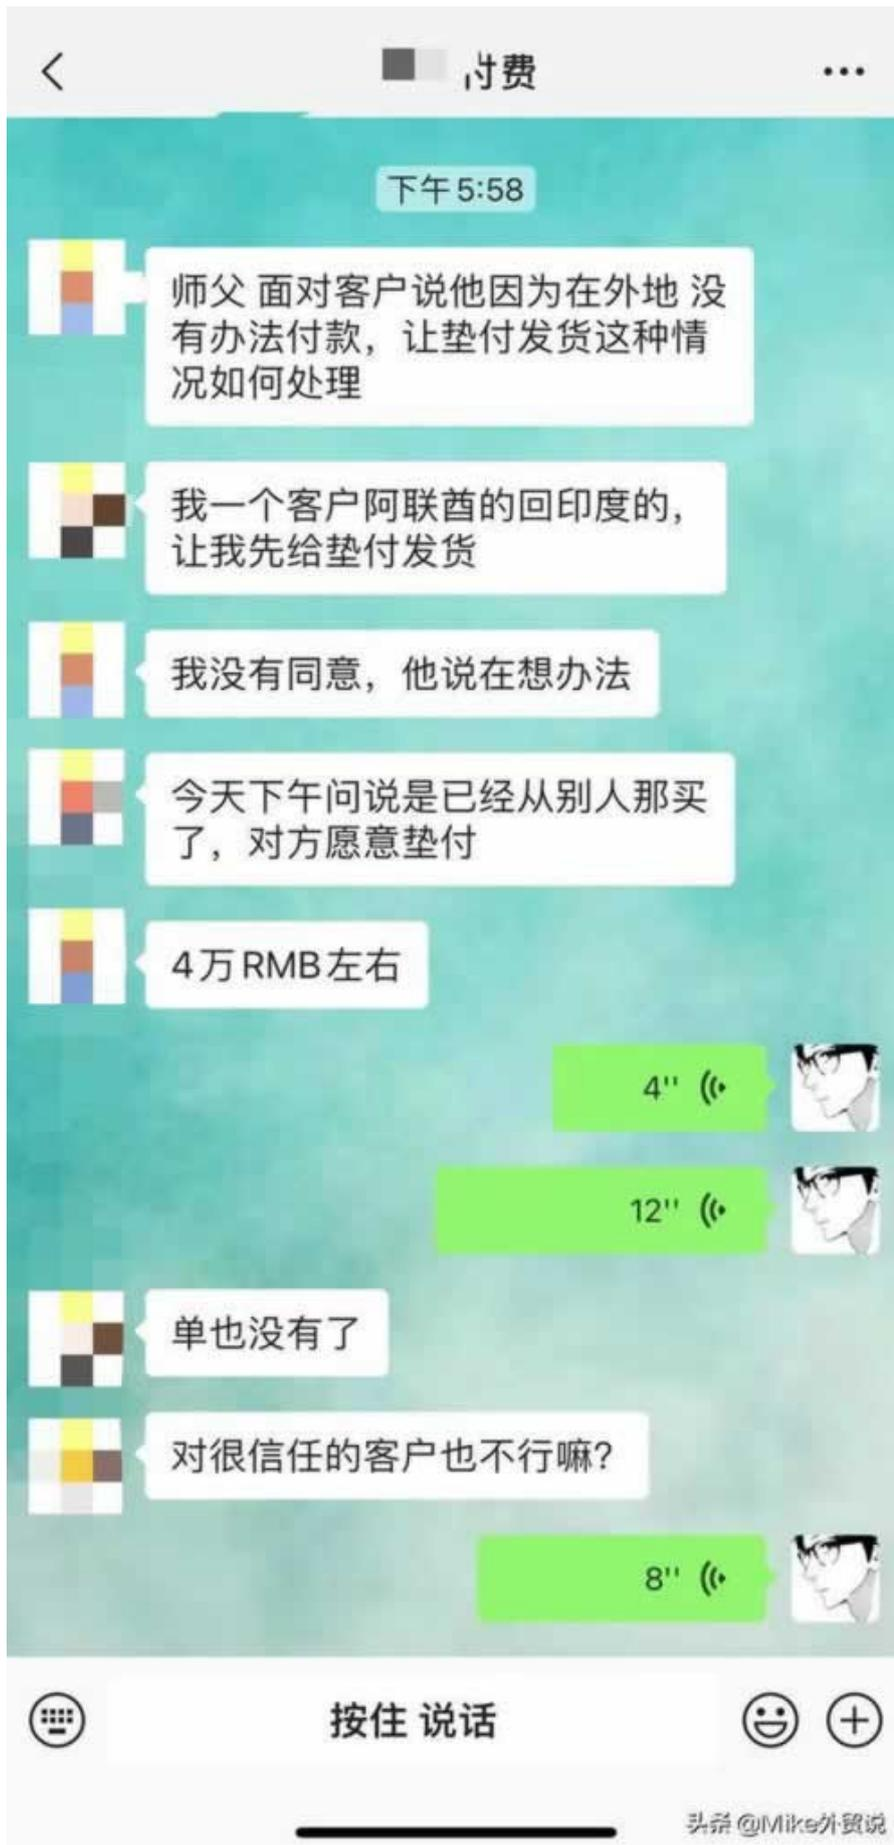 付费
下午5:58
师父 面对客户说他因为在外地 没
有办法付款，让垫付发货这种情
况如何处理
我一个客户阿联酋的回印度的，
让我先给垫付发货
我没有同意，他说在想办法
今天下午问说是已经从别人那买
了，对方愿意垫付
4万RMB左右
4''
12''
单也没有了
对很信任的客户也不行嘛？
8''
按住 说话
头条 @Mike外贸说